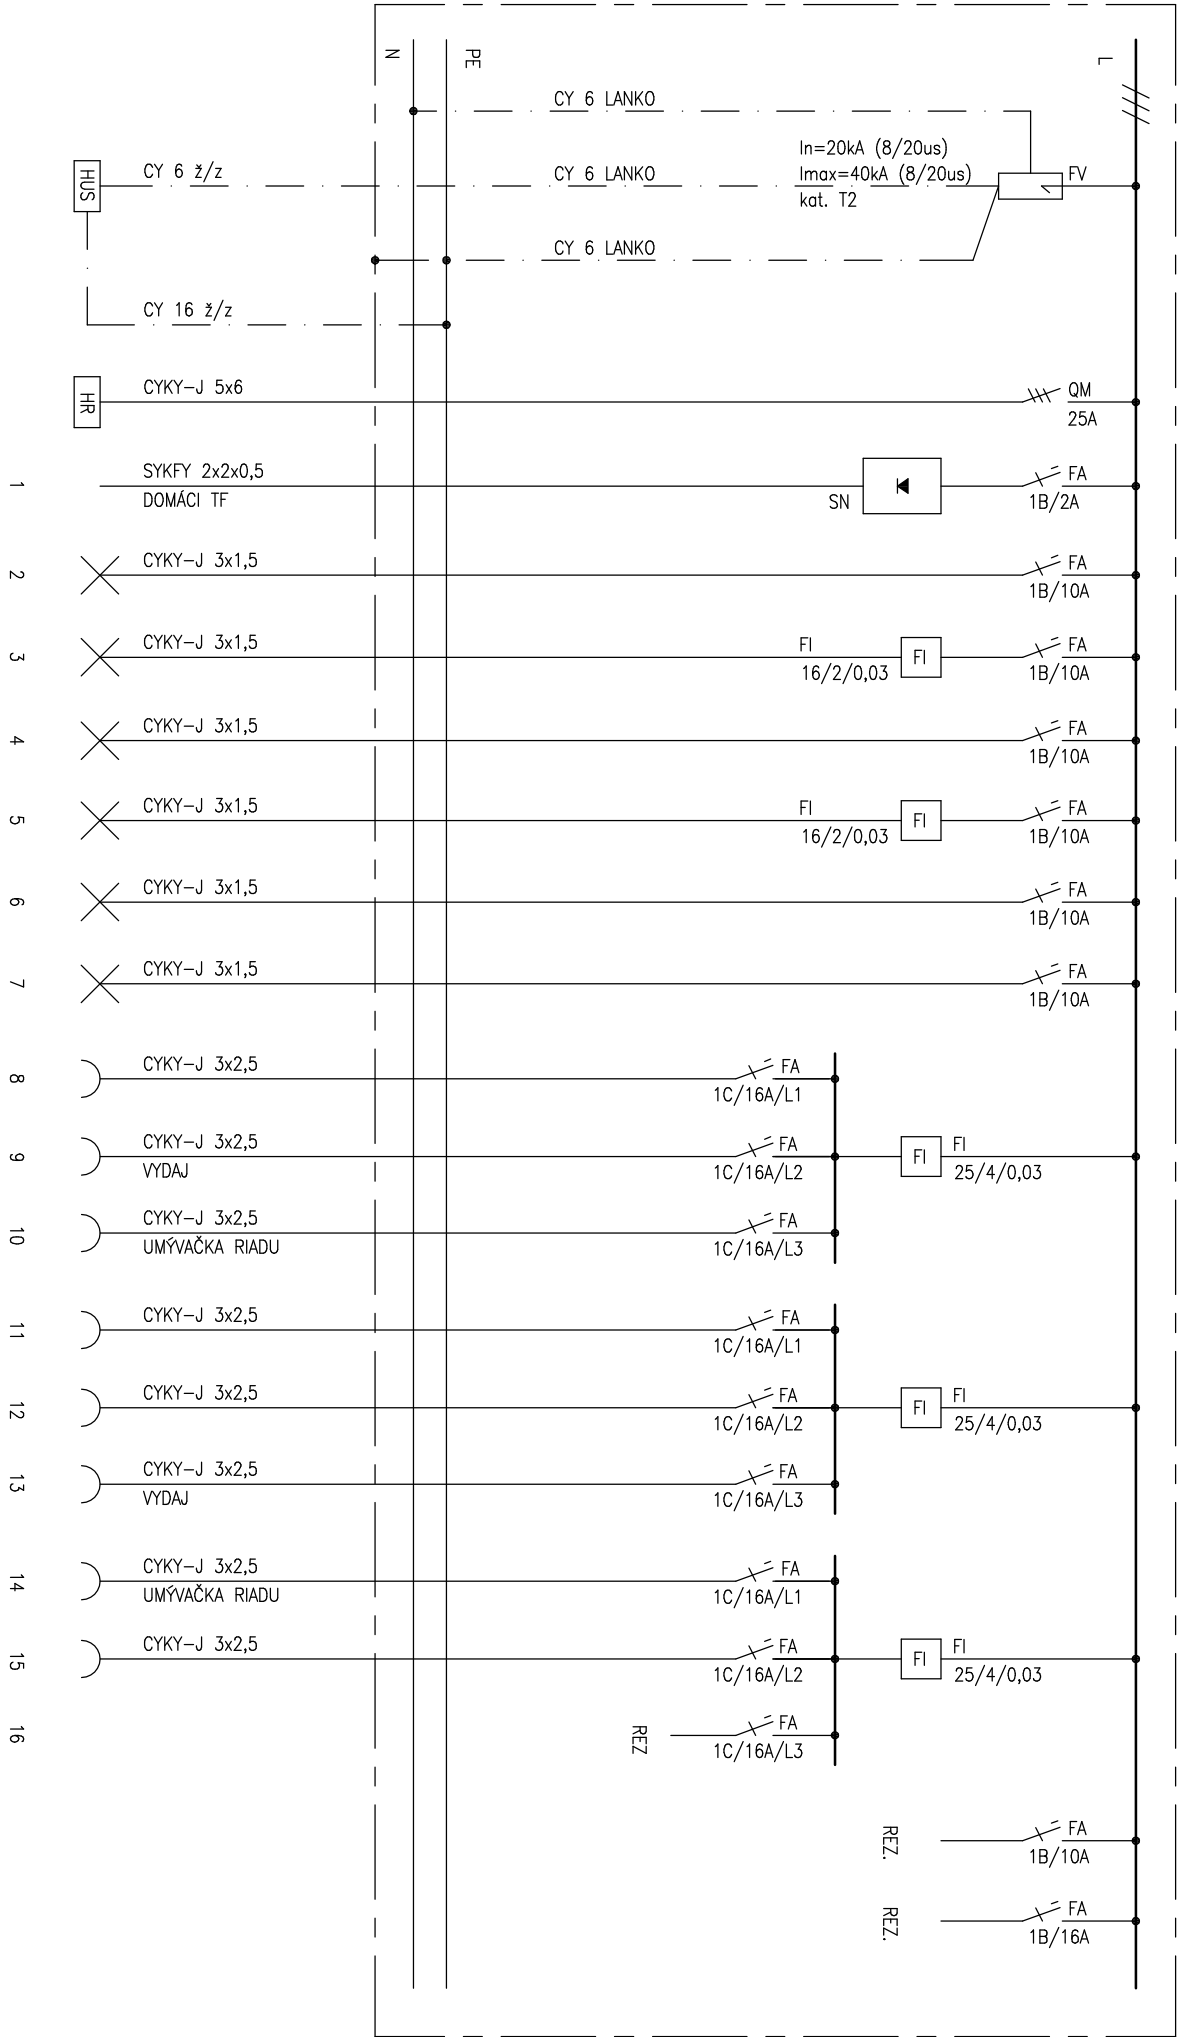 N
PE
L
CY 6 LANKO
In=20kA (8/20us)
Imax=40kA (8/20us)
kat. T2
FV
HUS
CY 6 ž/z
CY 6 LANKO
CY 6 LANKO
CY 16 ž/z
HR
CYKY-J 5x6
QM
25A
1
SYKFY 2x2x0,5
DOMÁCI TF
SN
FA
1B/2A
2
CYKY-J 3x1,5
FA
1B/10A
3
CYKY-J 3x1,5
FI
16/2/0,03
FI
FA
1B/10A
4
CYKY-J 3x1,5
FA
1B/10A
5
CYKY-J 3x1,5
FI
16/2/0,03
FI
FA
1B/10A
6
CYKY-J 3x1,5
FA
1B/10A
7
CYKY-J 3x1,5
FA
1B/10A
8
CYKY-J 3x2,5
FA
1C/16A/L1
9
CYKY-J 3x2,5
VYDAJ
FA
1C/16A/L2
FI
FI
25/4/0,03
10
CYKY-J 3x2,5
UMÝVAČKA RIADU
FA
1C/16A/L3
11
CYKY-J 3x2,5
FA
1C/16A/L1
12
CYKY-J 3x2,5
FA
1C/16A/L2
FI
FI
25/4/0,03
13
CYKY-J 3x2,5
VYDAJ
FA
1C/16A/L3
14
CYKY-J 3x2,5
UMÝVAČKA RIADU
FA
1C/16A/L1
15
CYKY-J 3x2,5
FA
1C/16A/L2
FI
FI
25/4/0,03
16
REZ
FA
1C/16A/L3
REZ.
FA
1B/10A
REZ.
FA
1B/16A